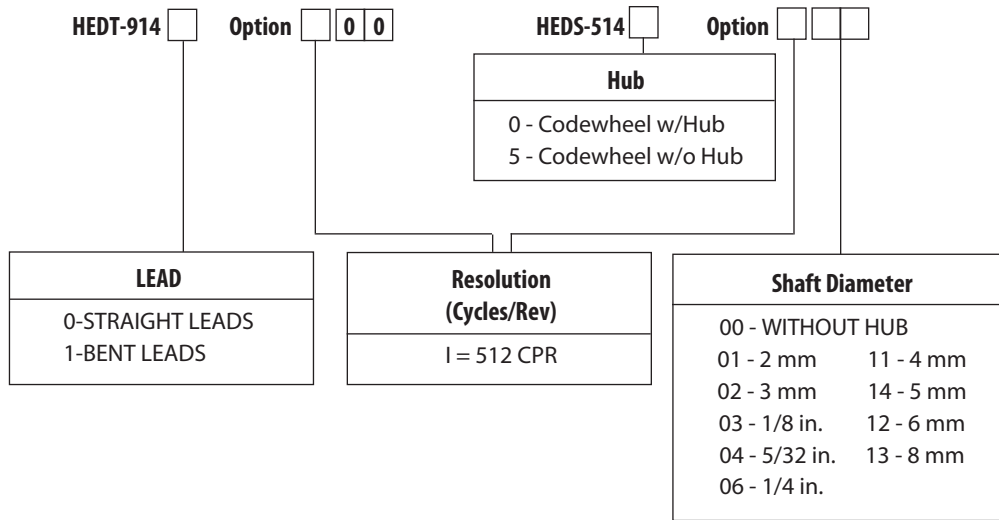 HEDT-914 Option 0 0 HEDS-514 Option
Hub
0 - Codewheel w/Hub
5 - Codewheel w/o Hub
LEAD
0-STRAIGHT LEADS
1-BENT LEADS
Resolution
(Cycles/Rev)
I = 512 CPR
Shaft Diameter
00 - WITHOUT HUB
01 - 2 mm 11 - 4 mm
02 - 3 mm 14 - 5 mm
03 - 1/8 in. 12 - 6 mm
04 - 5/32 in. 13 - 8 mm
06 - 1/4 in.